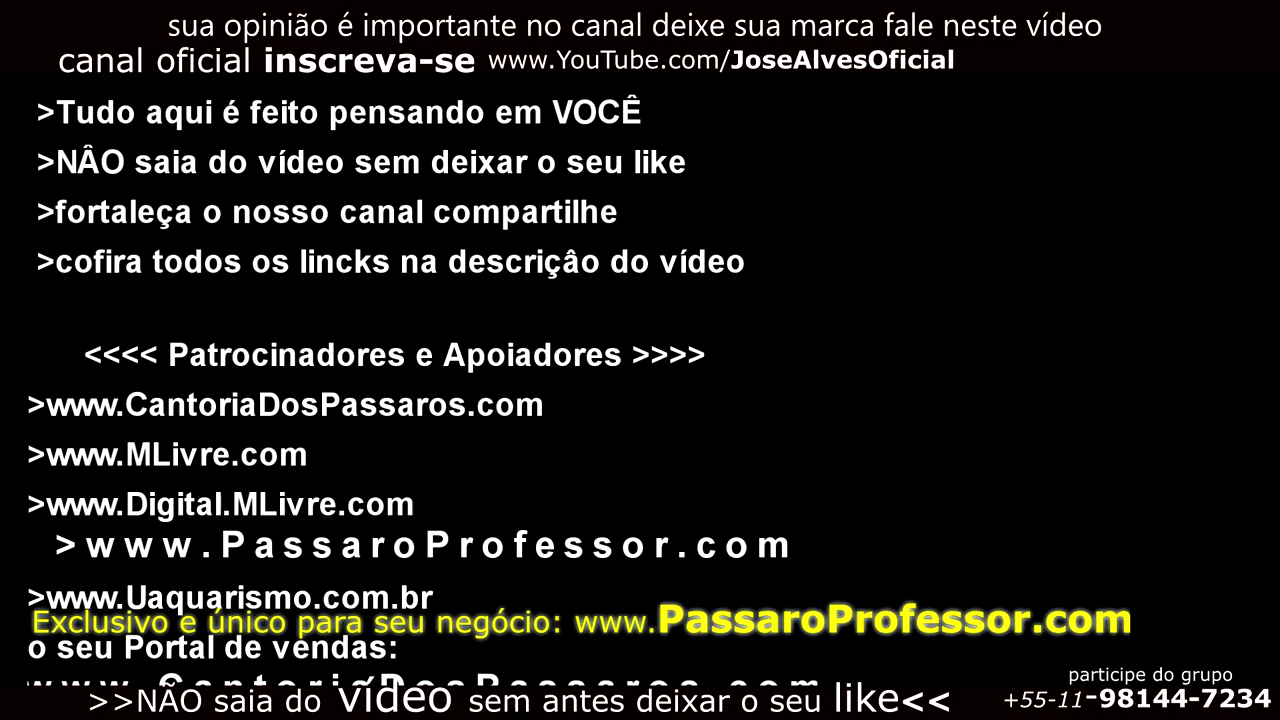 sua opinião é importante no canal deixe sua marca fale neste vídeo
canal oficial inscreva-se www.YouTube.com/JoseAlvesOficial
>Tudo aqui é feito pensando em VOCÊ
>NÂO saia do vídeo sem deixar o seu like
>fortaleça o nosso canal compartilhe
>cofira todos os lincks na descriçâo do vídeo
<<<< Patrocinadores e Apoiadores >>>>
>www.CantoriaDosPassaros.com
>www.MLivre.com
>www.Digital.MLivre.com
>www.PassaroProfessor.com
>www.Uaquarismo.com.br
Exclusivo e único para seu negócio: www.PassaroProfessor.com
o seu Portal de vendas:
www.CantoriaDosPassaros.com
participe do grupo
>>NÃO saia do vídeo sem antes deixar o seu like<<
+55-11-98144-7234